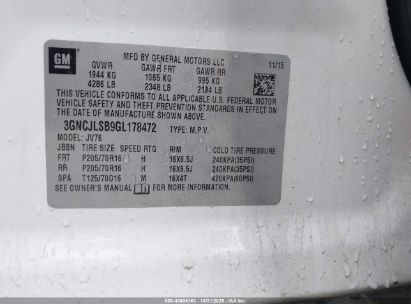 GM
MFD BY GENERAL MOTORS LLC
GVWR GAWR FRT GAWR RR 11/15
1944 KG 1065 KG 995 KG
4286 LB 2348 LB 2194 LB
THIS VEHICLE CONFORMS TO ALL APPLICABLE U.S. FEDERAL MOTOR
VEHICLE SAFETY AND THEFT PREVENTION STANDARDS IN EFFECT ON
THE DATE OF MANUFACTURE SHOWN ABOVE.
3GNCJLSB9GL178472 TYPE: M.P.V.
MODEL: JV76
JBBN TIRE SIZE SPEED RTG RIM COLD TIRE PRESSURE
FRT P205/70R16 H 16X6.5J 240KPA(35PSI)
RR P205/70R16 H 16X6.5J 240KPA(35PSI)
SPA T125/70D16 M 16X4T 420KPA(60PSI)
SEE OWNER'S MANUAL FOR MORE INFORMATION.